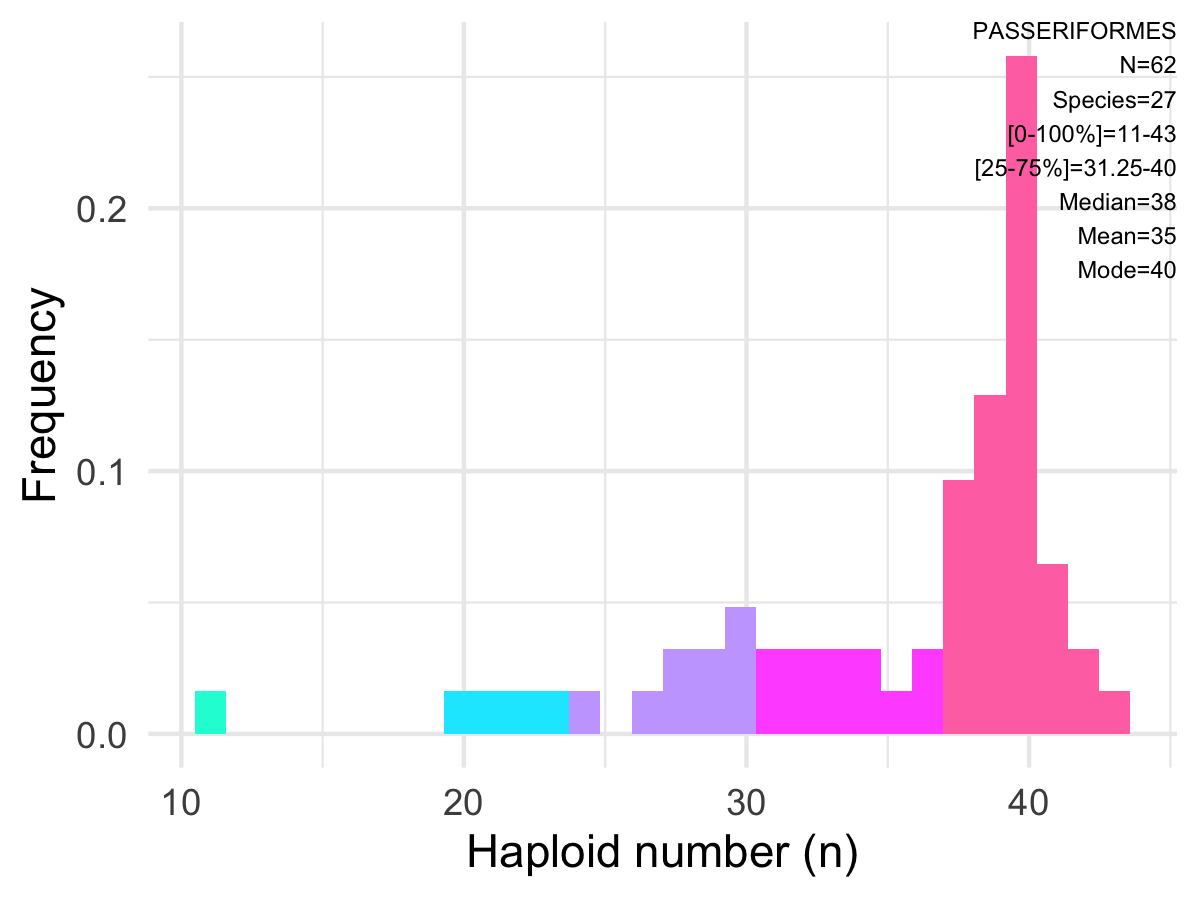 PASSERIFORMES
N=62
Species=27
[0-100%]=11-43
[25-75%]=31.25-40
Median=38
Mean=35
Mode=40
Frequency
0.2
0.1
0.0
10 20 30 40
Haploid number (n)